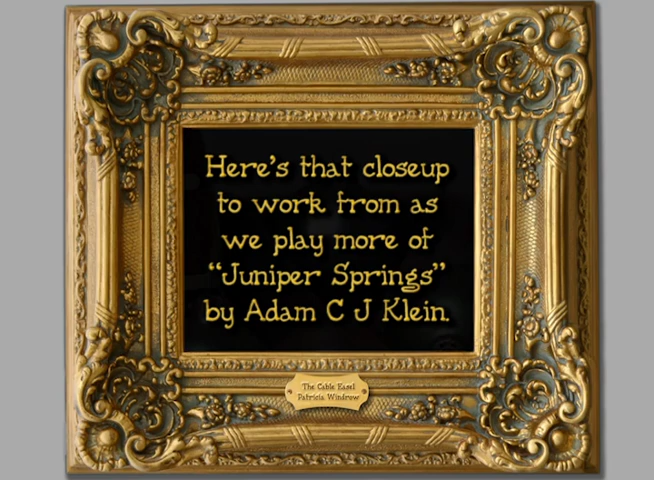 Here's that closeup
to work from as
we play more of
“Juniper Springs”
by Adam C J Klein.
The Cable Easel
Patricia Windrow